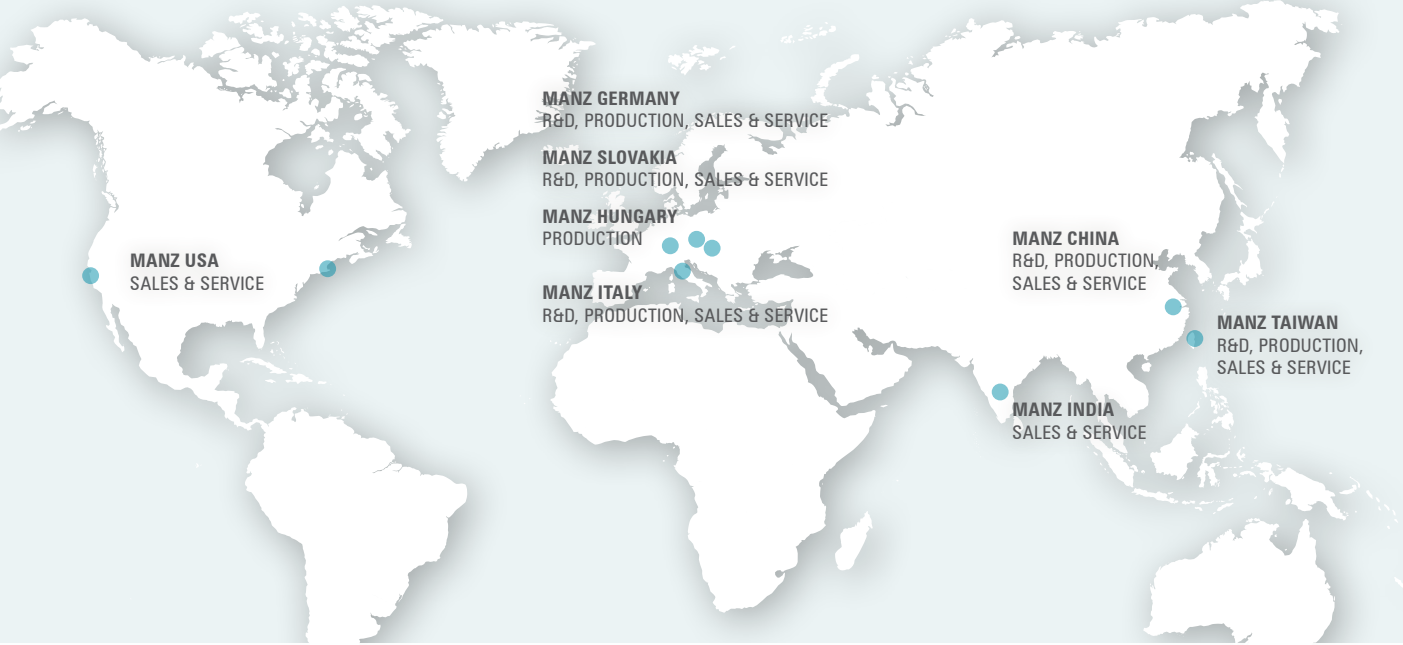 MANZ GERMANY
R&D, PRODUCTION, SALES & SERVICE
MANZ SLOVAKIA
R&D, PRODUCTION, SALES & SERVICE
MANZ HUNGARY
PRODUCTION
MANZ ITALY
R&D, PRODUCTION, SALES & SERVICE
MANZ USA
SALES & SERVICE
MANZ CHINA
R&D, PRODUCTION,
SALES & SERVICE
MANZ TAIWAN
R&D, PRODUCTION,
SALES & SERVICE
MANZ INDIA
SALES & SERVICE